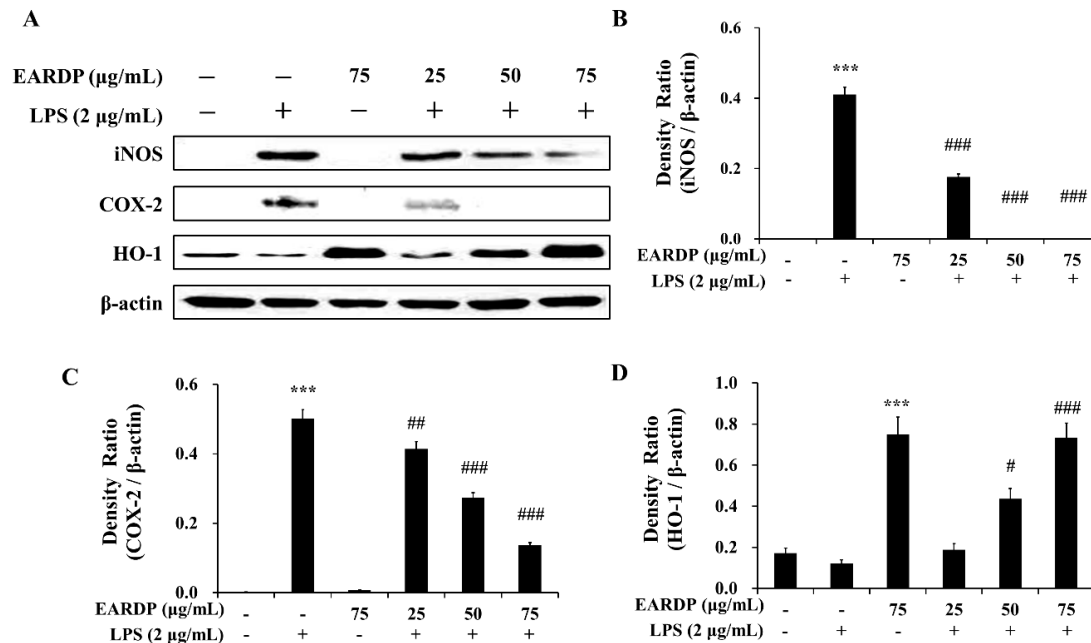 A
EARDP (μg/mL) – – 75 25 50 75
LPS (2 μg/mL) – + – + + +
iNOS
COX-2
HO-1
β-actin
B
Density Ratio
(iNOS / β-actin)
0.6
0.4
0.2
0.0
***
###
###
###
EARDP (μg/mL) - - 75 25 50 75
LPS (2 μg/mL) - + - + + +
C
Density Ratio
(COX-2 / β-actin)
0.6
0.4
0.2
0.0
***
##
###
###
EARDP (μg/mL) - - 75 25 50 75
LPS (2 μg/mL) - + - + + +
D
Density Ratio
(HO-1 / β-actin)
1.0
0.8
0.6
0.4
0.2
0.0
***
#
###
EARDP (μg/mL) - - 75 25 50 75
LPS (2 μg/mL) - + - + + +